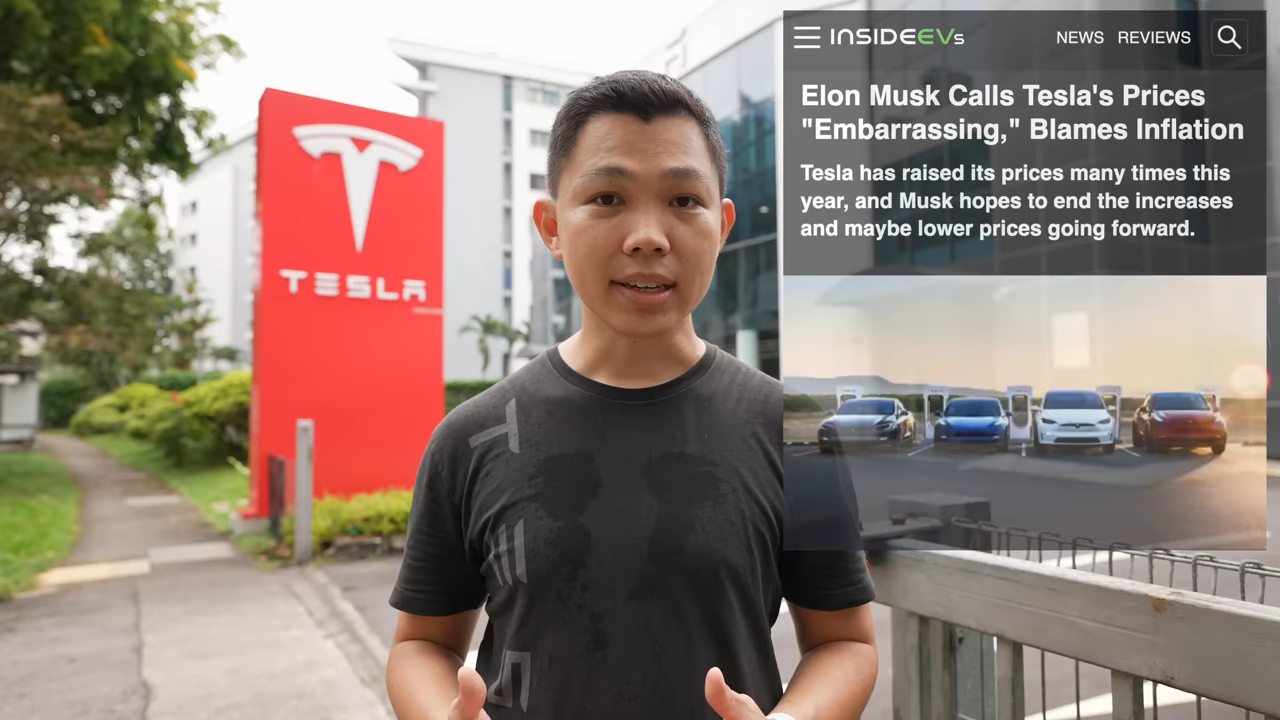 TESLA
T
E
S
INSIDEEVs
NEWS REVIEWS
Elon Musk Calls Tesla's Prices
"Embarrassing," Blames Inflation
Tesla has raised its prices many times this
year, and Musk hopes to end the increases
and maybe lower prices going forward.